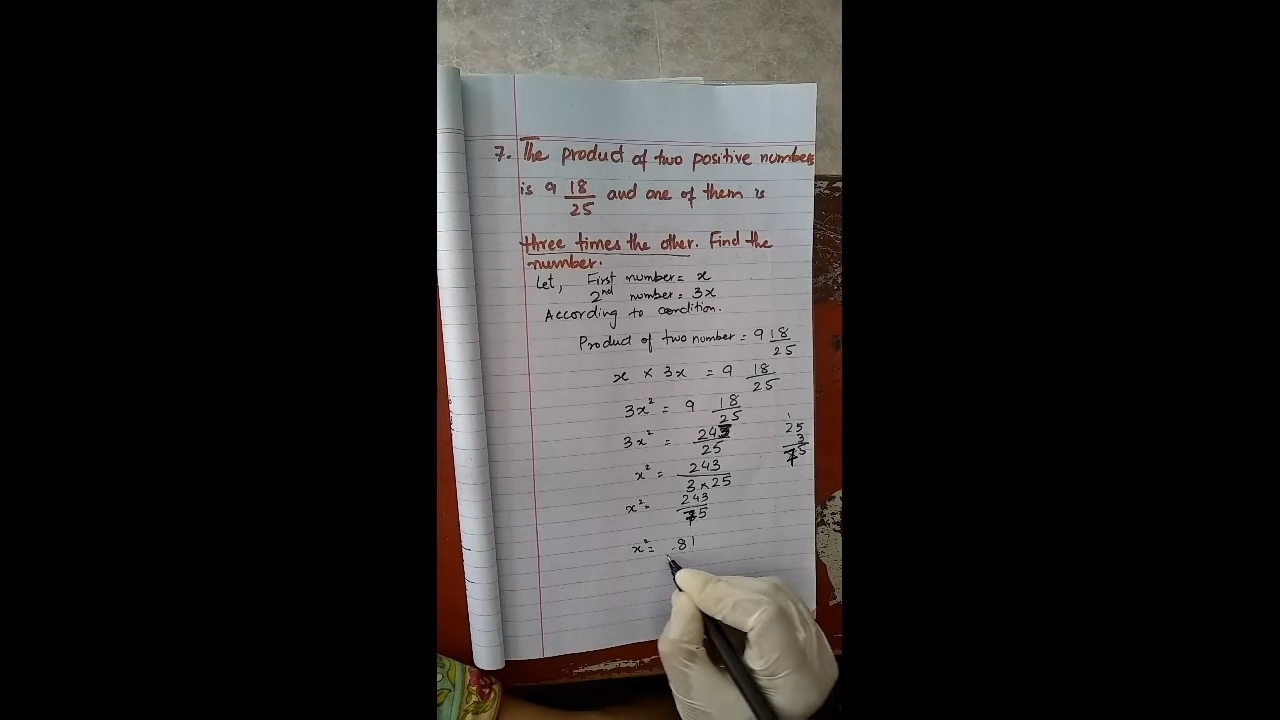 7. The product of two positive numbers
is 9 18/25 and one of them is
three times the other. Find the
number.
Let, First number = x
2nd number = 3x
According to condition.
Product of two number = 9 18/25
x × 3x = 9 18/25
3x² = 9 18/25
3x² = 243/25
x² = 243/3×25
x² = 243/75
x² = 81
1
25
3
75